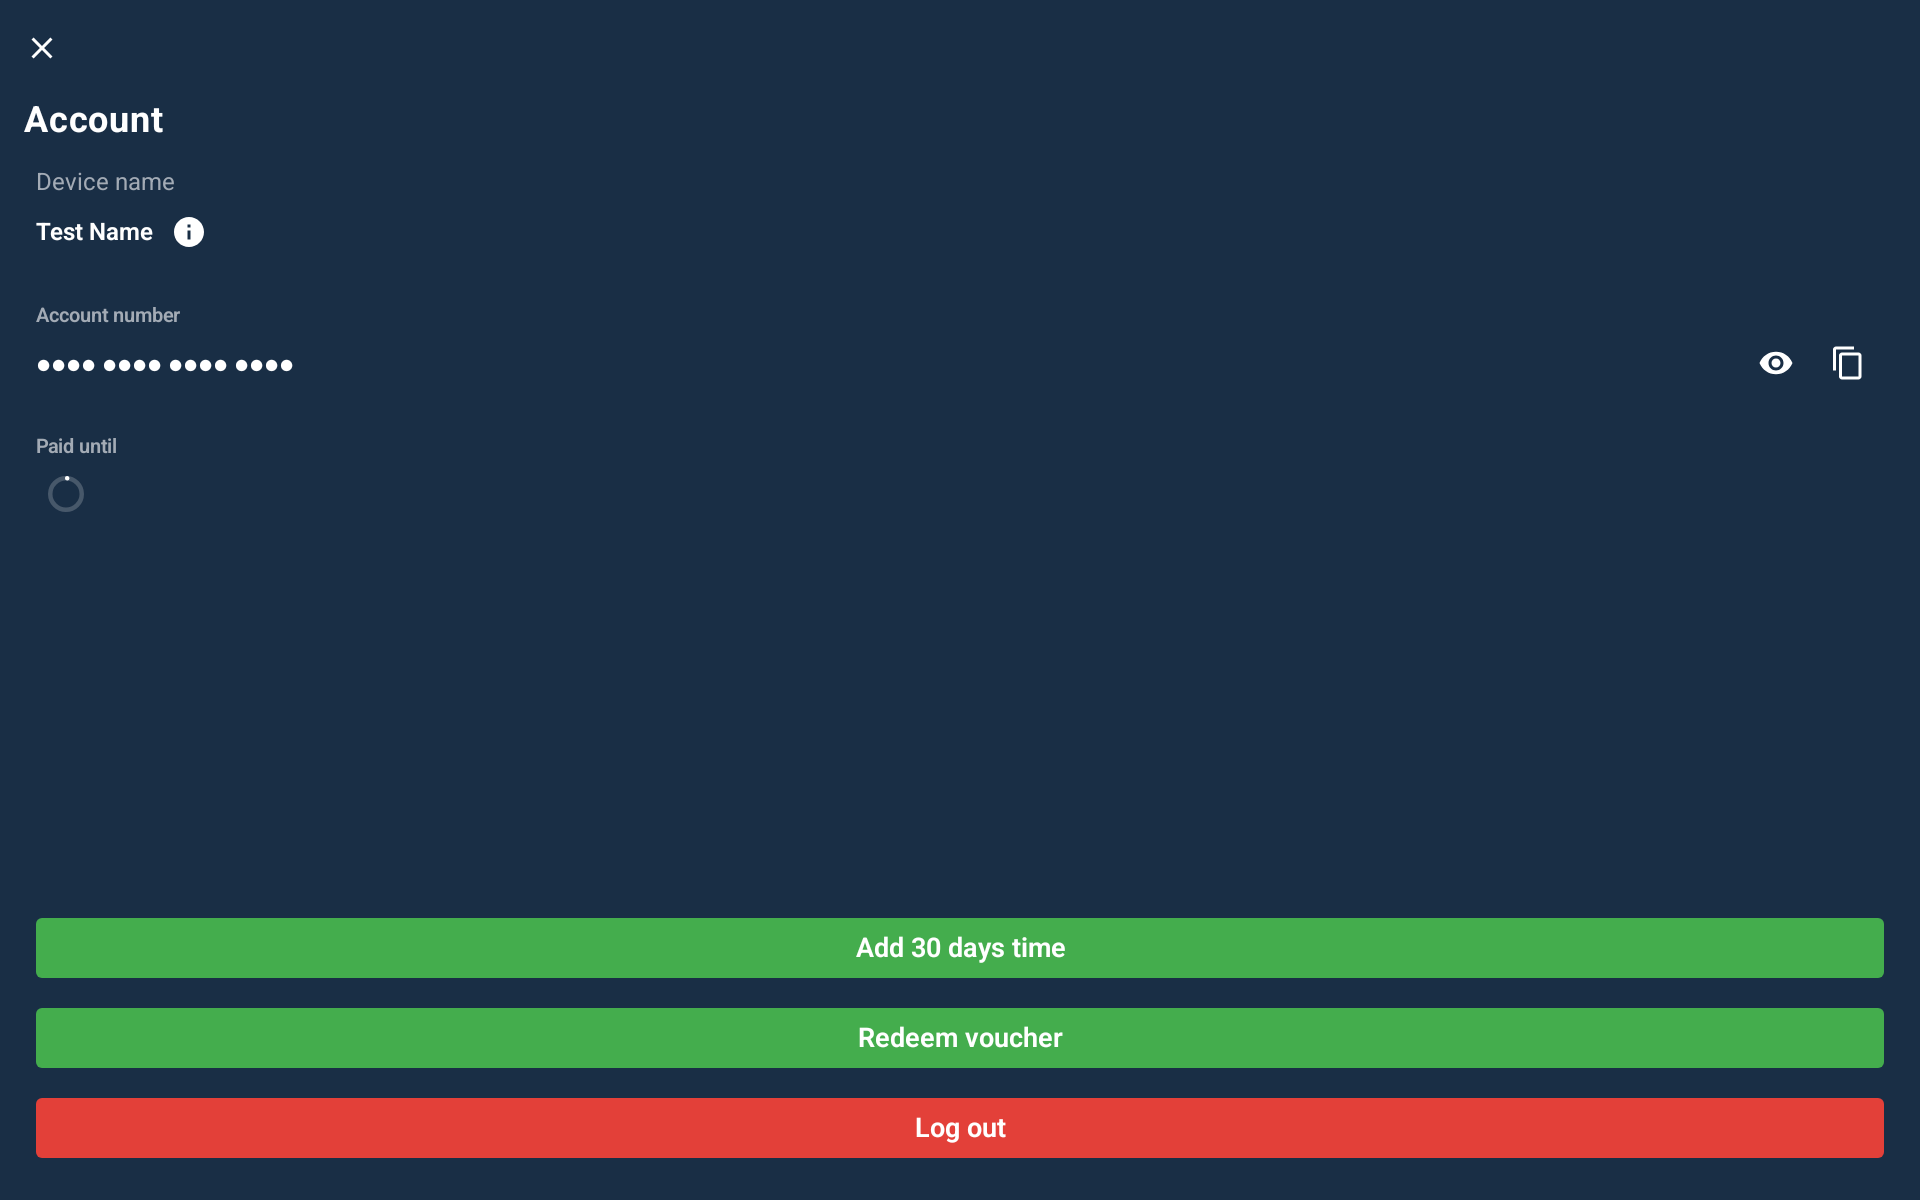 Account
Device name
Test Name
Account number
●●●● ●●●● ●●●● ●●●●
Paid until
Add 30 days time
Redeem voucher
Log out